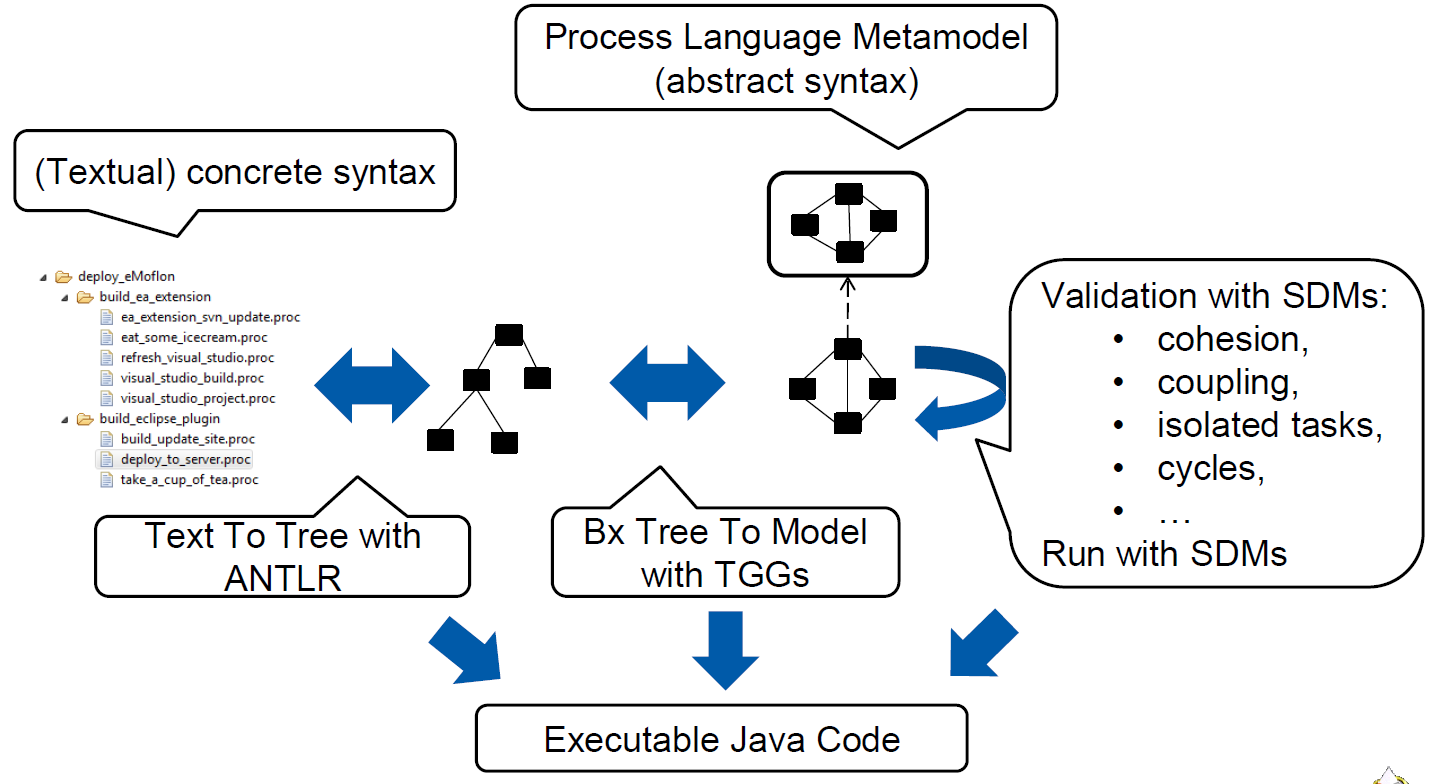 Process Language Metamodel
(abstract syntax)
(Textual) concrete syntax
deploy_eMoflon
build_ea_extension
ea_extension_svn_update.proc
eat_some_icecream.proc
refresh_visual_studio.proc
visual_studio_build.proc
visual_studio_project.proc
build_eclipse_plugin
build_update_site.proc
deploy_to_server.proc
take_a_cup_of_tea.proc
Validation with SDMs:
• cohesion,
• coupling,
• isolated tasks,
• cycles,
• …
Run with SDMs
Text To Tree with
ANTLR
Bx Tree To Model
with TGGs
Executable Java Code